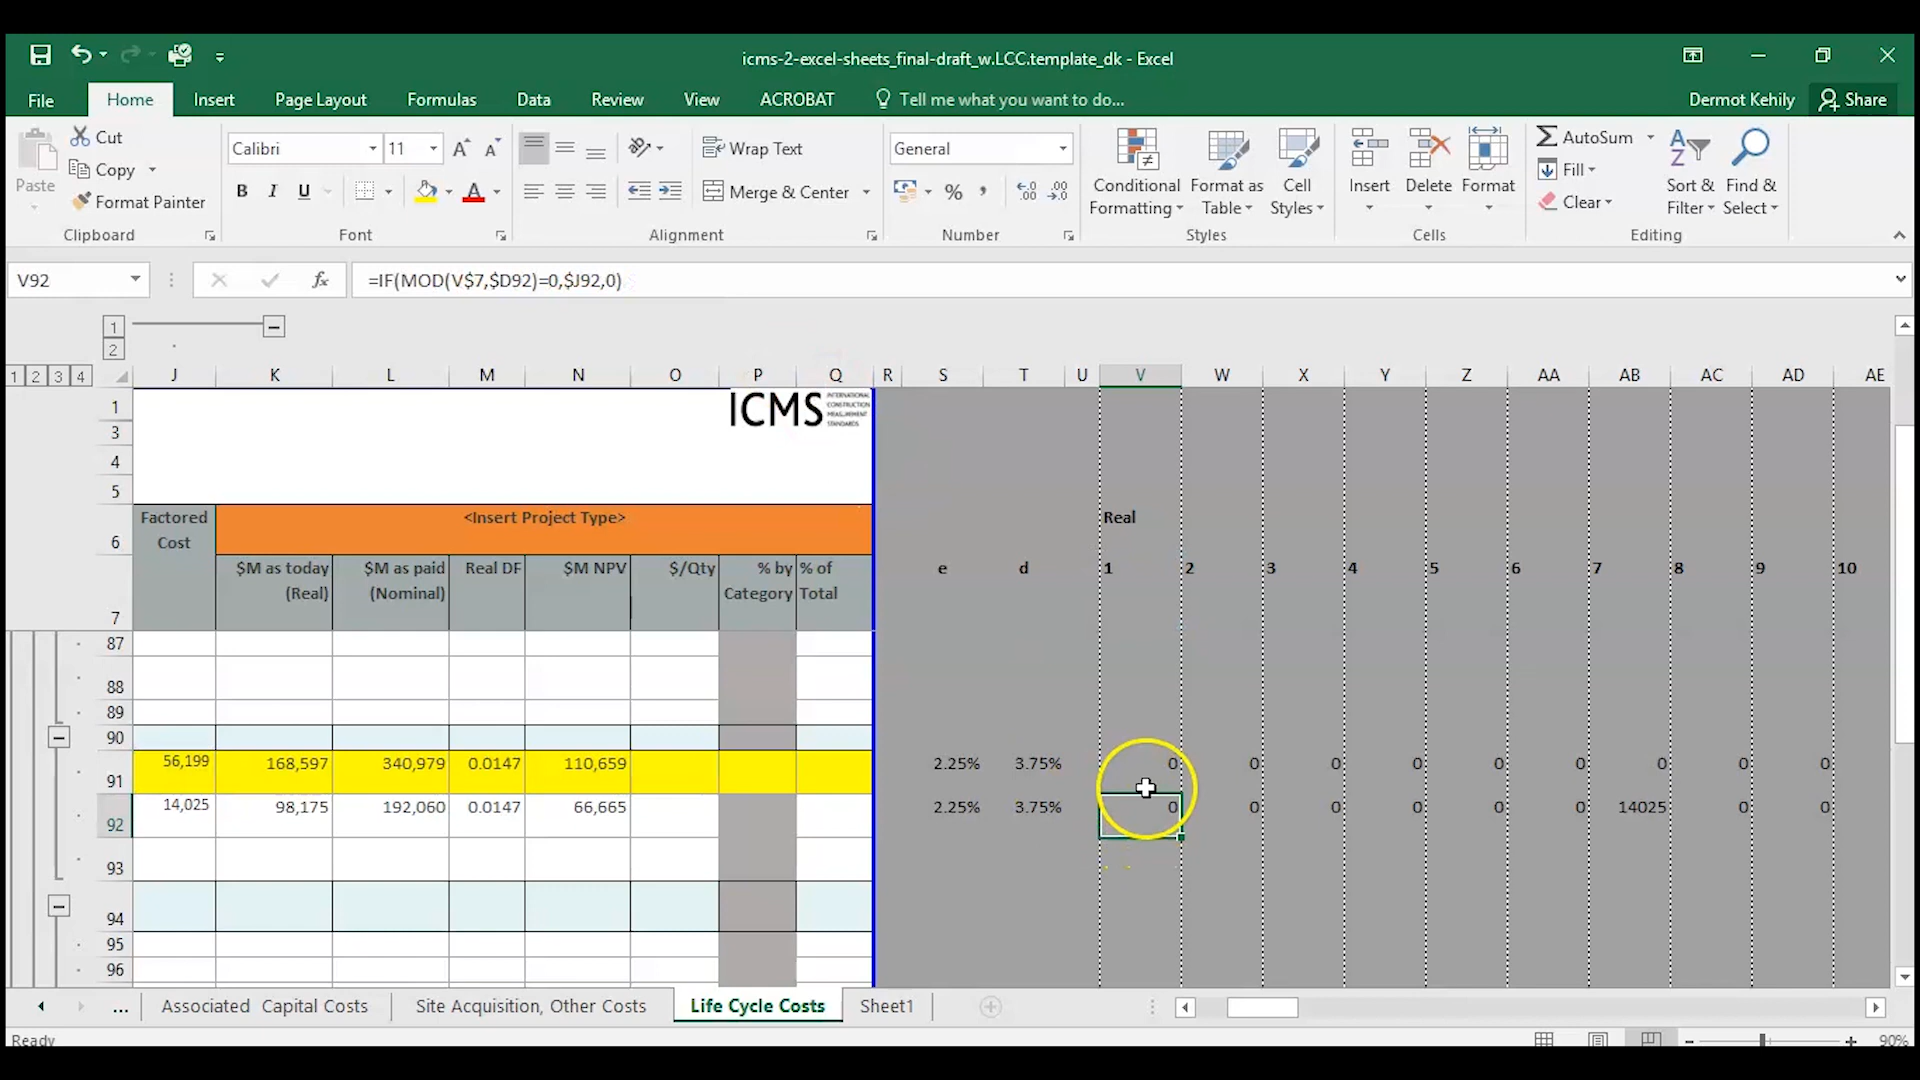 icms-2-excel-sheets_final-draft_w.LCC.template_dk - Excel
File Home Insert Page Layout Formulas Data Review View ACROBAT Tell me what you want to do... Dermot Kehily Share
Paste Cut Copy Format Painter Clipboard
Calibri 11 B I U Font
Wrap Text Merge & Center Alignment
General % , Number
Conditional Formatting Format as Table Cell Styles Styles
Insert Delete Format Cells
AutoSum Fill Clear Sort & Filter Find & Select Editing
V92 fx =IF(MOD(V$7,$D92)=0,$J92,0)
1
2
1 2 3 4 J K L M N O P Q R S T U V W X Y Z AA AB AC AD AE
1 ICMS INTERNATIONAL CONSTRUCTION MEASUREMENT STANDARDS
3
4
5
6 Factored Cost <Insert Project Type> Real
7 $M as today (Real) $M as paid (Nominal) Real DF $M NPV $/Qty % by Category % of Total e d 1 2 3 4 5 6 7 8 9 10
87
88
89
90
91 56,199 168,597 340,979 0.0147 110,659 2.25% 3.75% 0 0 0 0 0 0 0 0 0
92 14,025 98,175 192,060 0.0147 66,665 2.25% 3.75% 0 0 0 0 0 0 14025 0 0
93
94
95
96
... Associated Capital Costs Site Acquisition, Other Costs Life Cycle Costs Sheet1
Ready 90%